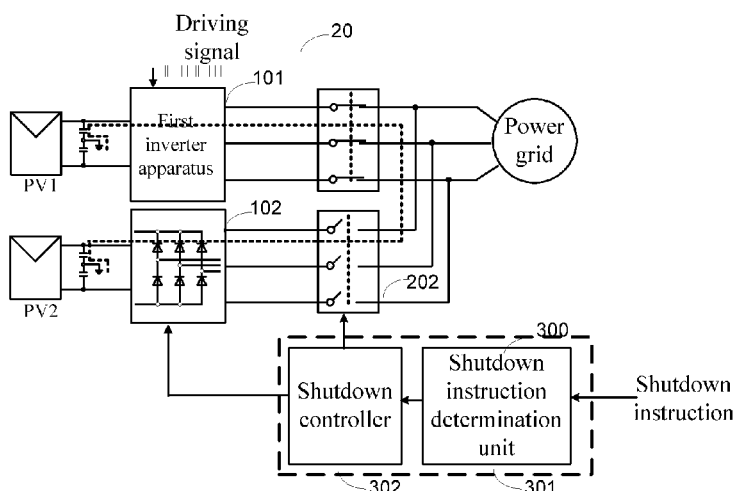 Driving
signal
20
101
First
inverter
apparatus
PV1
Power
grid
102
PV2
202
300
Shutdown
controller
Shutdown
instruction
determination
unit
Shutdown
instruction
302
301